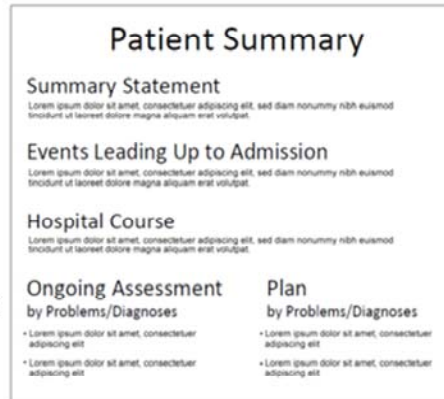 Patient Summary
Summary Statement
Lorem ipsum dolor sit amet, consectetuer adipiscing elit, sed diam nonummy nibh euismod
tincidunt ut laoreet dolore magna aliquam erat volutpat.
Events Leading Up to Admission
Lorem ipsum dolor sit amet, consectetuer adipiscing elit, sed diam nonummy nibh euismod
tincidunt ut laoreet dolore magna aliquam erat volutpat.
Hospital Course
Lorem ipsum dolor sit amet, consectetuer adipiscing elit, sed diam nonummy nibh euismod
tincidunt ut laoreet dolore magna aliquam erat volutpat.
Ongoing Assessment
by Problems/Diagnoses
• Lorem ipsum dolor sit amet, consectetuer
adipiscing elit
• Lorem ipsum dolor sit amet, consectetuer
adipiscing elit
Plan
by Problems/Diagnoses
• Lorem ipsum dolor sit amet, consectetuer
adipiscing elit
• Lorem ipsum dolor sit amet, consectetuer
adipiscing elit